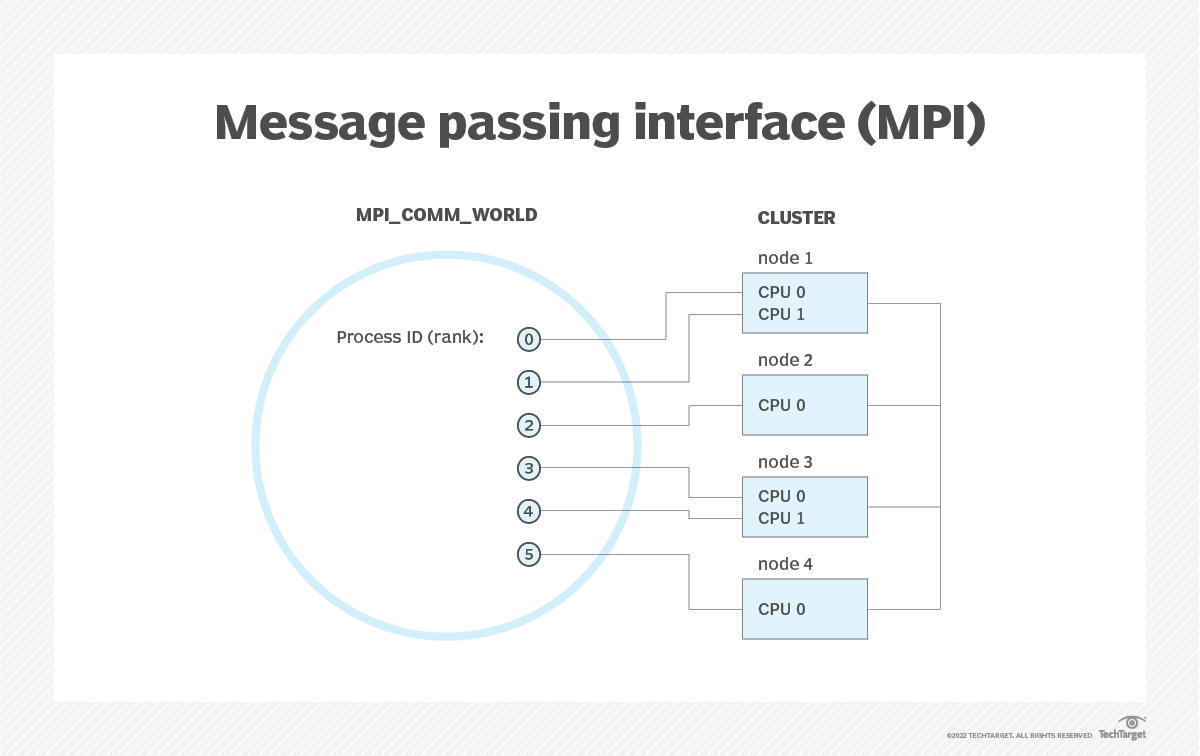 Message passing interface (MPI)
MPI_COMM_WORLD
Process ID (rank):
0
1
2
3
4
5
CLUSTER
node 1
CPU 0
CPU 1
node 2
CPU 0
node 3
CPU 0
CPU 1
node 4
CPU 0
©2022 TECHTARGET. ALL RIGHTS RESERVED
TechTarget